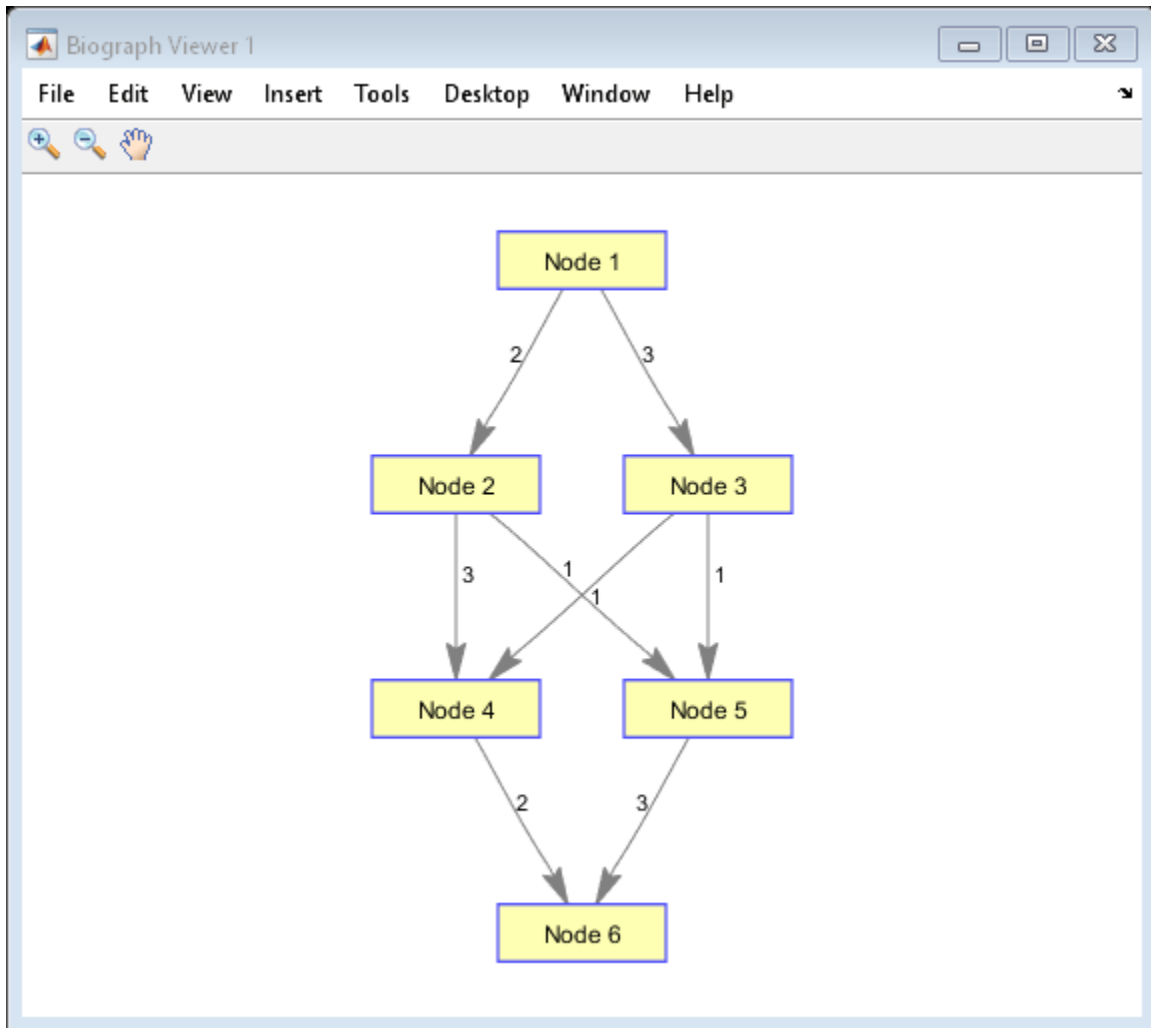 Biograph Viewer 1
File Edit View Insert Tools Desktop Window Help
Node 1
2 3
Node 2 Node 3
3 1 1 1
Node 4 Node 5
2 3
Node 6